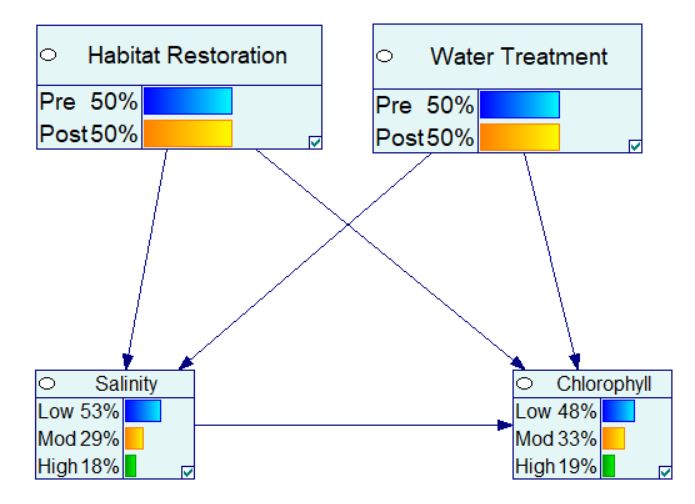 Habitat Restoration
Pre 50%
Post 50%
Water Treatment
Pre 50%
Post 50%
Salinity
Low 53%
Mod 29%
High 18%
Chlorophyll
Low 48%
Mod 33%
High 19%